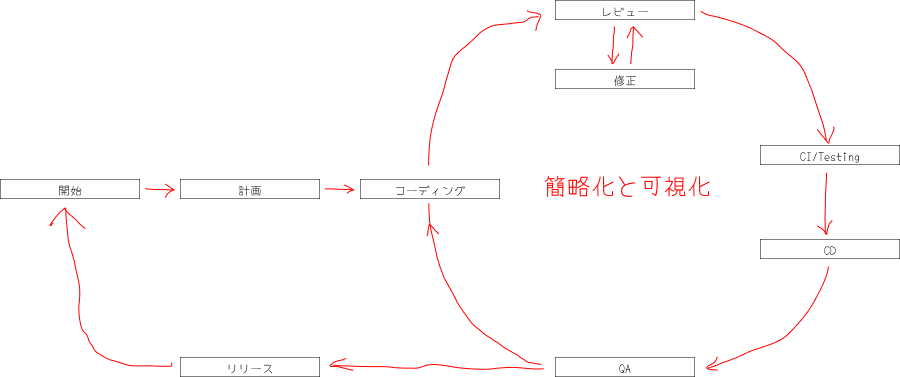 レビュー
修正
CI/Testing
開始
計画
コーディング
簡略化と可視化
CD
リリース
QA